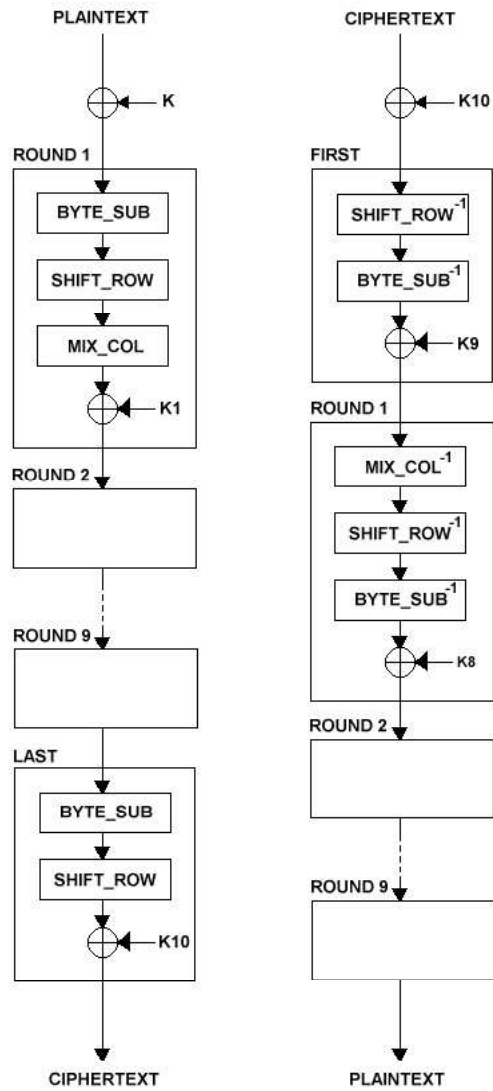 PLAINTEXT
K
ROUND 1
BYTE_SUB
SHIFT_ROW
MIX_COL
K1
ROUND 2
ROUND 9
LAST
BYTE_SUB
SHIFT_ROW
K10
CIPHERTEXT
CIPHERTEXT
K10
FIRST
SHIFT_ROW-1
BYTE_SUB-1
K9
ROUND 1
MIX_COL-1
SHIFT_ROW-1
BYTE_SUB-1
K8
ROUND 2
ROUND 9
PLAINTEXT